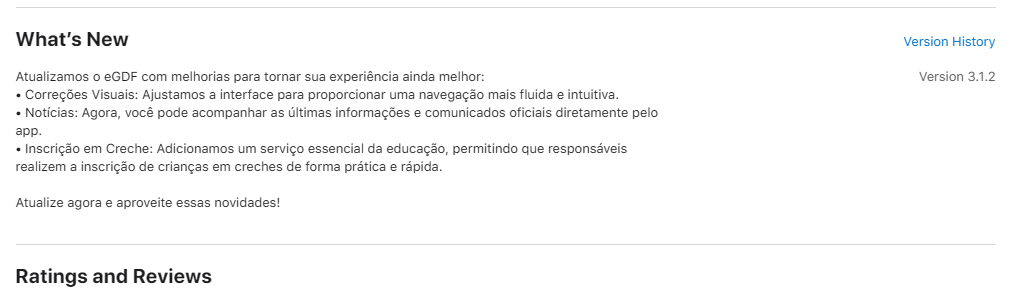 What's New
Version History
Atualizamos o eGDF com melhorias para tornar sua experiência ainda melhor:
Version 3.1.2
• Correções Visuais: Ajustamos a interface para proporcionar uma navegação mais fluida e intuitiva.
• Notícias: Agora, você pode acompanhar as últimas informações e comunicados oficiais diretamente pelo
app.
• Inscrição em Creche: Adicionamos um serviço essencial da educação, permitindo que responsáveis
realizem a inscrição de crianças em creches de forma prática e rápida.
Atualize agora e aproveite essas novidades!
Ratings and Reviews